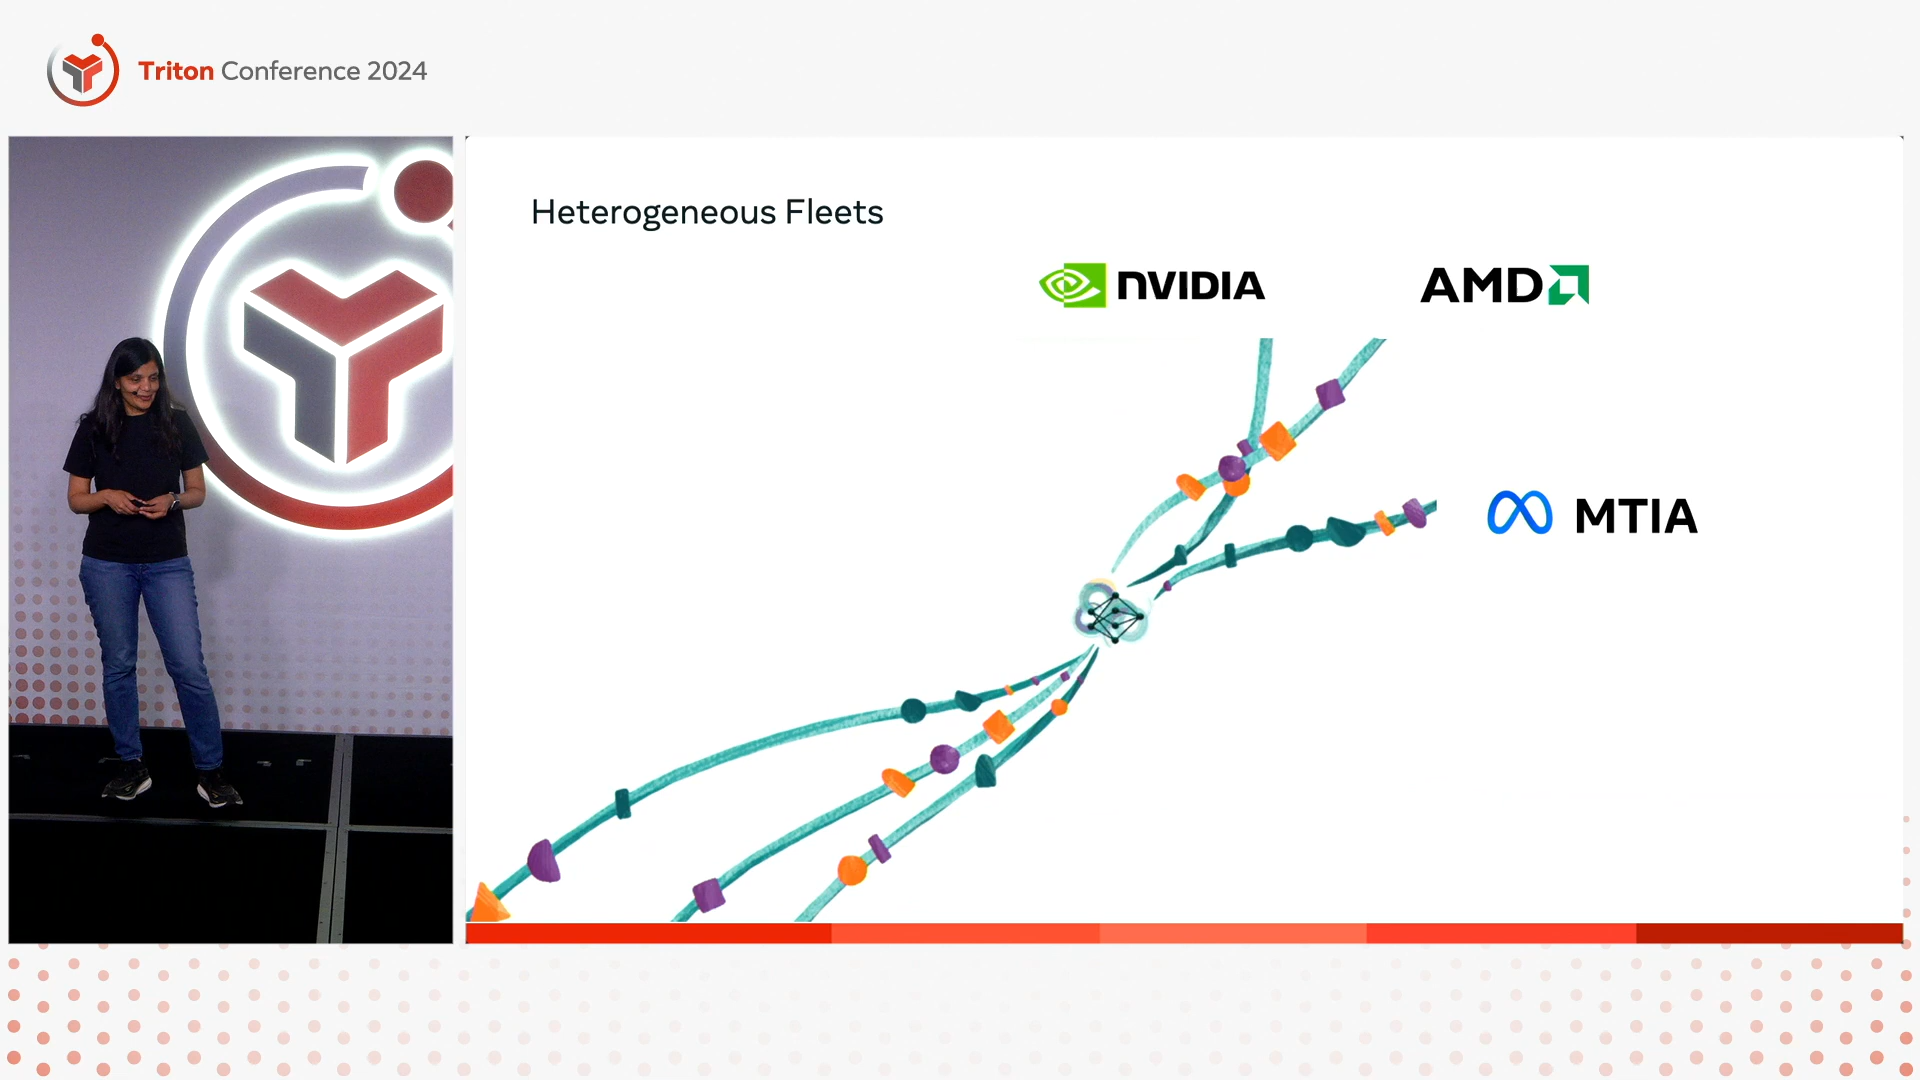 Triton Conference 2024
Heterogeneous Fleets
NVIDIA
AMD
MTIA